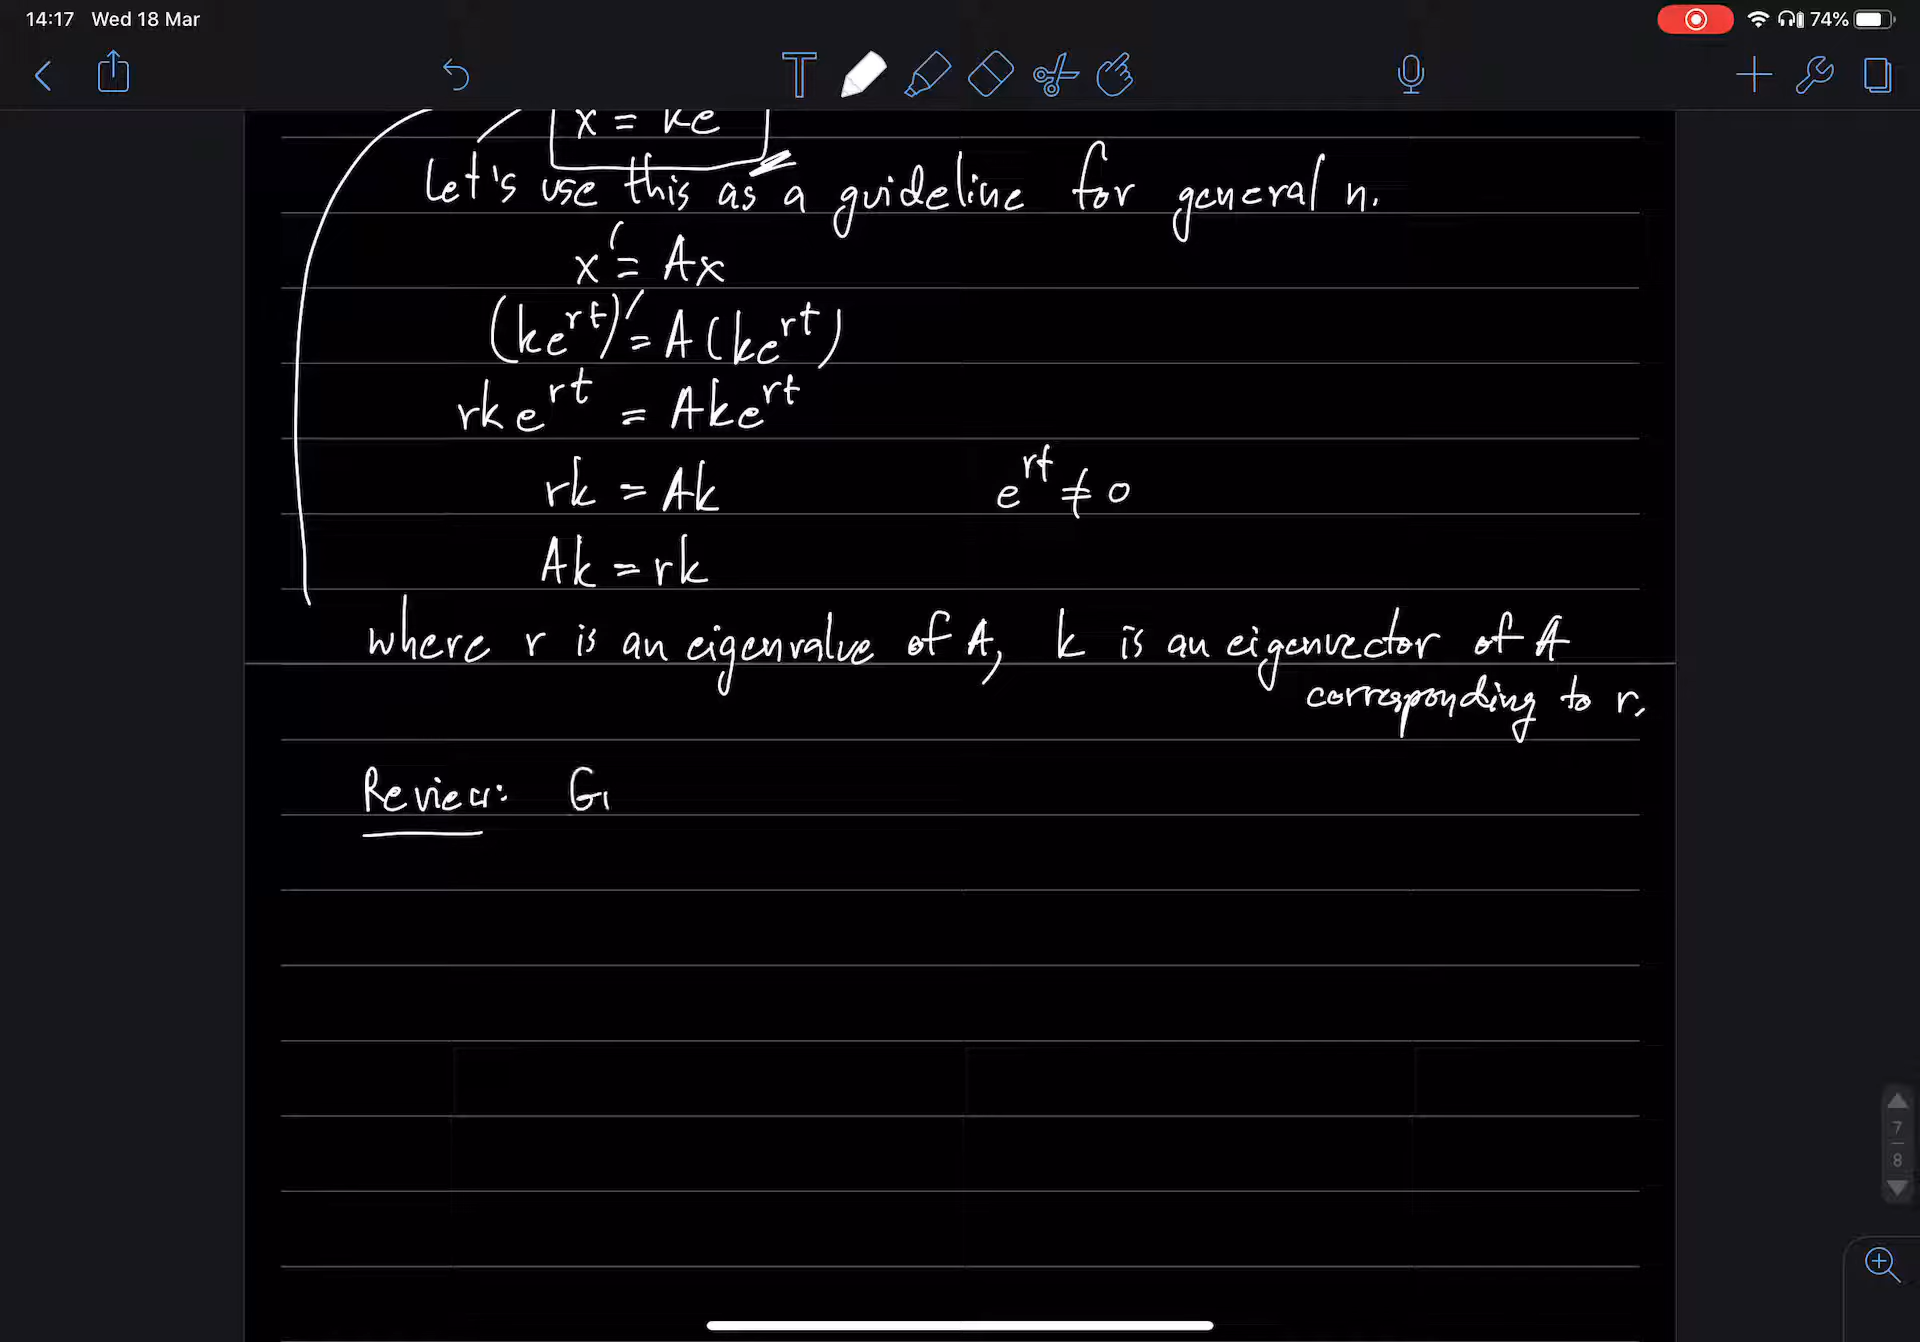 14:17 Wed 18 Mar 74%
x = ke
Let's use this as a guideline for general n.
x' = Ax
(ke^{rt})' = A(ke^{rt})
rke^{rt} = Ake^{rt}
rk = Ak e^{rt} ≠ 0
Ak = rk
where r is an eigenvalue of A, k is an eigenvector of A
corresponding to r.
Review: Gi
7
8